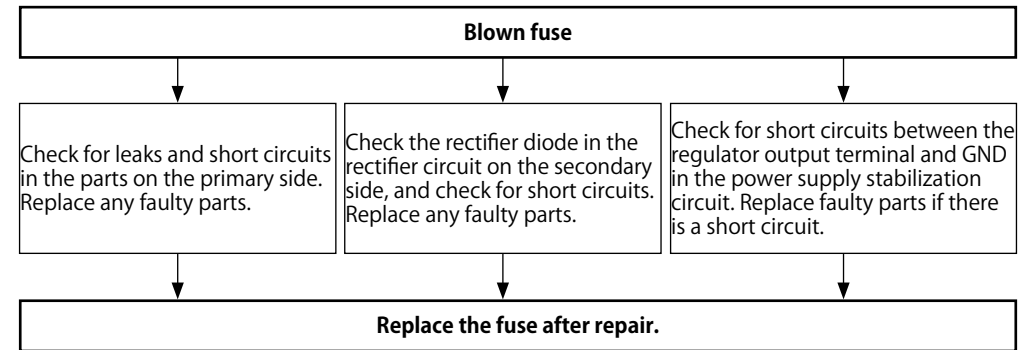 Blown fuse
Check for leaks and short circuits
in the parts on the primary side.
Replace any faulty parts.
Check the rectifier diode in the
rectifier circuit on the secondary
side, and check for short circuits.
Replace any faulty parts.
Check for short circuits between the
regulator output terminal and GND
in the power supply stabilization
circuit. Replace faulty parts if there
is a short circuit.
Replace the fuse after repair.